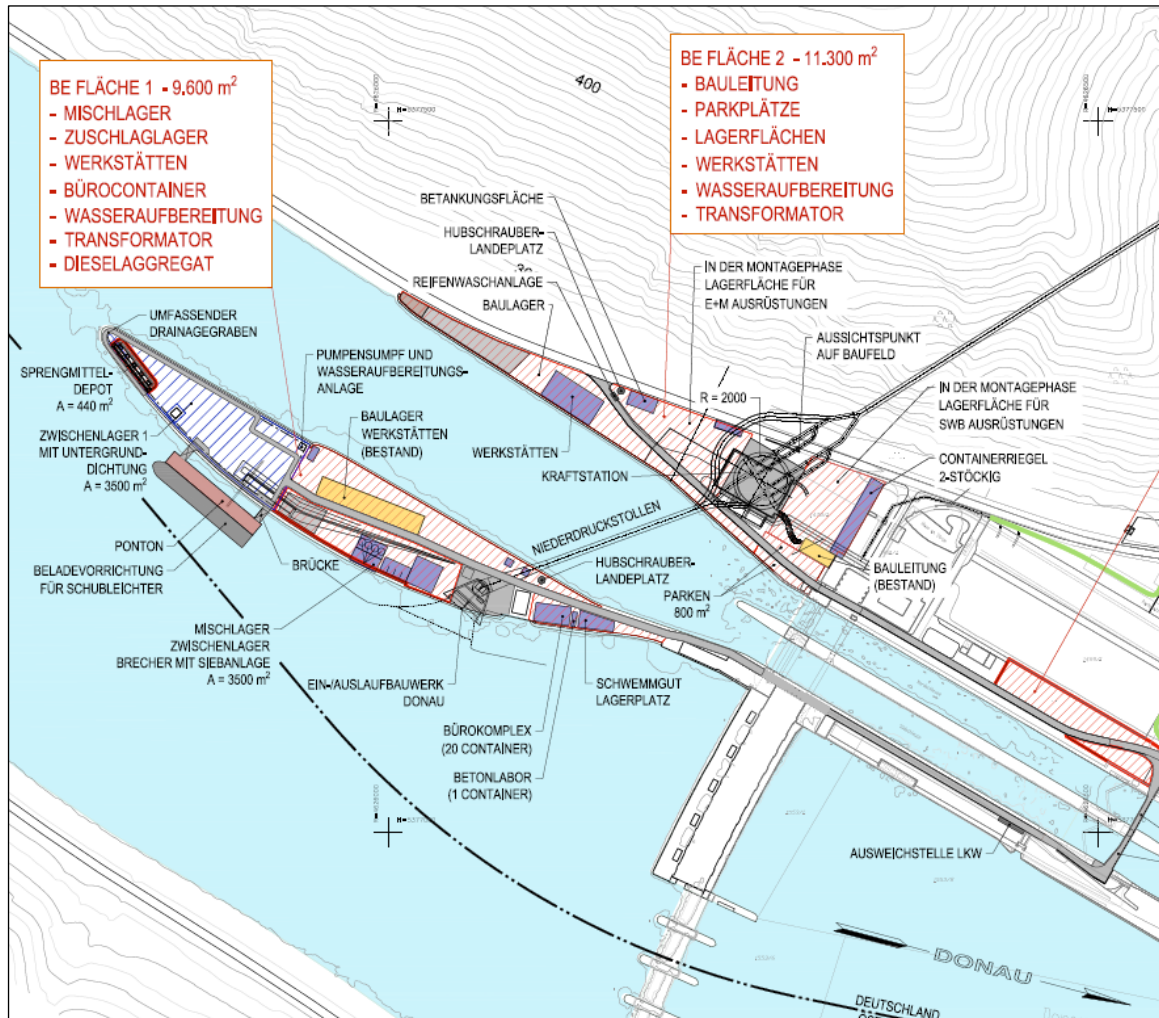 BE FLÄCHE 1 - 9.600 m²
- MISCHLAGER
- ZUSCHLAGLAGER
- WERKSTÄTTEN
- BÜROCONTAINER
- WASSERAUFBEREITUNG
- TRANSFORMATOR
- DIESELAGGREGAT
BE FLÄCHE 2 - 11.300 m²
- BAULEITUNG
- PARKPLÄTZE
- LAGERFLÄCHEN
- WERKSTÄTTEN
- WASSERAUFBEREITUNG
- TRANSFORMATOR
400
BETANKUNGSFLÄCHE
HUBSCHRAUBER-
LANDEPLATZ
REIFENWASCHANLAGE
BAULAGER
IN DER MONTAGEPHASE
LAGERFLÄCHE FÜR
E+M AUSRÜSTUNGEN
AUSSICHTSPUNKT
AUF BAUFELD
R = 2000
IN DER MONTAGEPHASE
LAGERFLÄCHE FÜR
SWB AUSRÜSTUNGEN
CONTAINERRIEGEL
2-STÖCKIG
UMFASSENDER
DRAINAGEGRABEN
SPRENGMITTEL-
DEPOT
A = 440 m²
ZWISCHENLAGER 1
MIT UNTERGRUND-
DICHTUNG
A = 3500 m²
PUMPENSUMPF UND
WASSERAUFBEREITUNGS-
ANLAGE
BAULAGER
WERKSTÄTTEN
(BESTAND)
WERKSTÄTTEN
KRAFTSTATION
NIEDERDRUCKSTOLLEN
PONTON
BELADEVORRICHTUNG
FÜR SCHUBLEICHTER
BRÜCKE
HUBSCHRAUBER-
LANDEPLATZ
PARKEN
800 m²
BAULEITUNG
(BESTAND)
MISCHLAGER
ZWISCHENLAGER
BRECHER MIT SIEBANLAGE
A = 3500 m²
EIN-/AUSLAUFBAUWERK
DONAU
SCHWEMMGUT
LAGERPLATZ
BÜROKOMPLEX
(20 CONTAINER)
BETONLABOR
(1 CONTAINER)
AUSWEICHSTELLE LKW
DONAU
DEUTSCHLAND